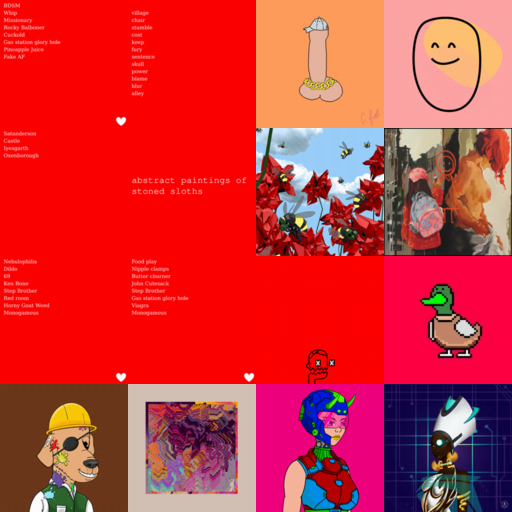 BDSM
Whip
Missionary
Rocky Balboner
Cuckold
Gas station glory hole
Pineapple Juice
Fake AF
village
chair
stumble
cost
keep
fury
sentence
skull
power
blame
blur
alley
Satanderson
Castle
Iyengarth
Ozenborough
abstract paintings of
stoned sloths
Nebulophilia
Dildo
69
Ken Bone
Step Brother
Red room
Horny Goat Weed
Monogamous
Food play
Nipple clamps
Butter churner
John Cutesack
Step Brother
Gas station glory hole
Viagra
Monogamous